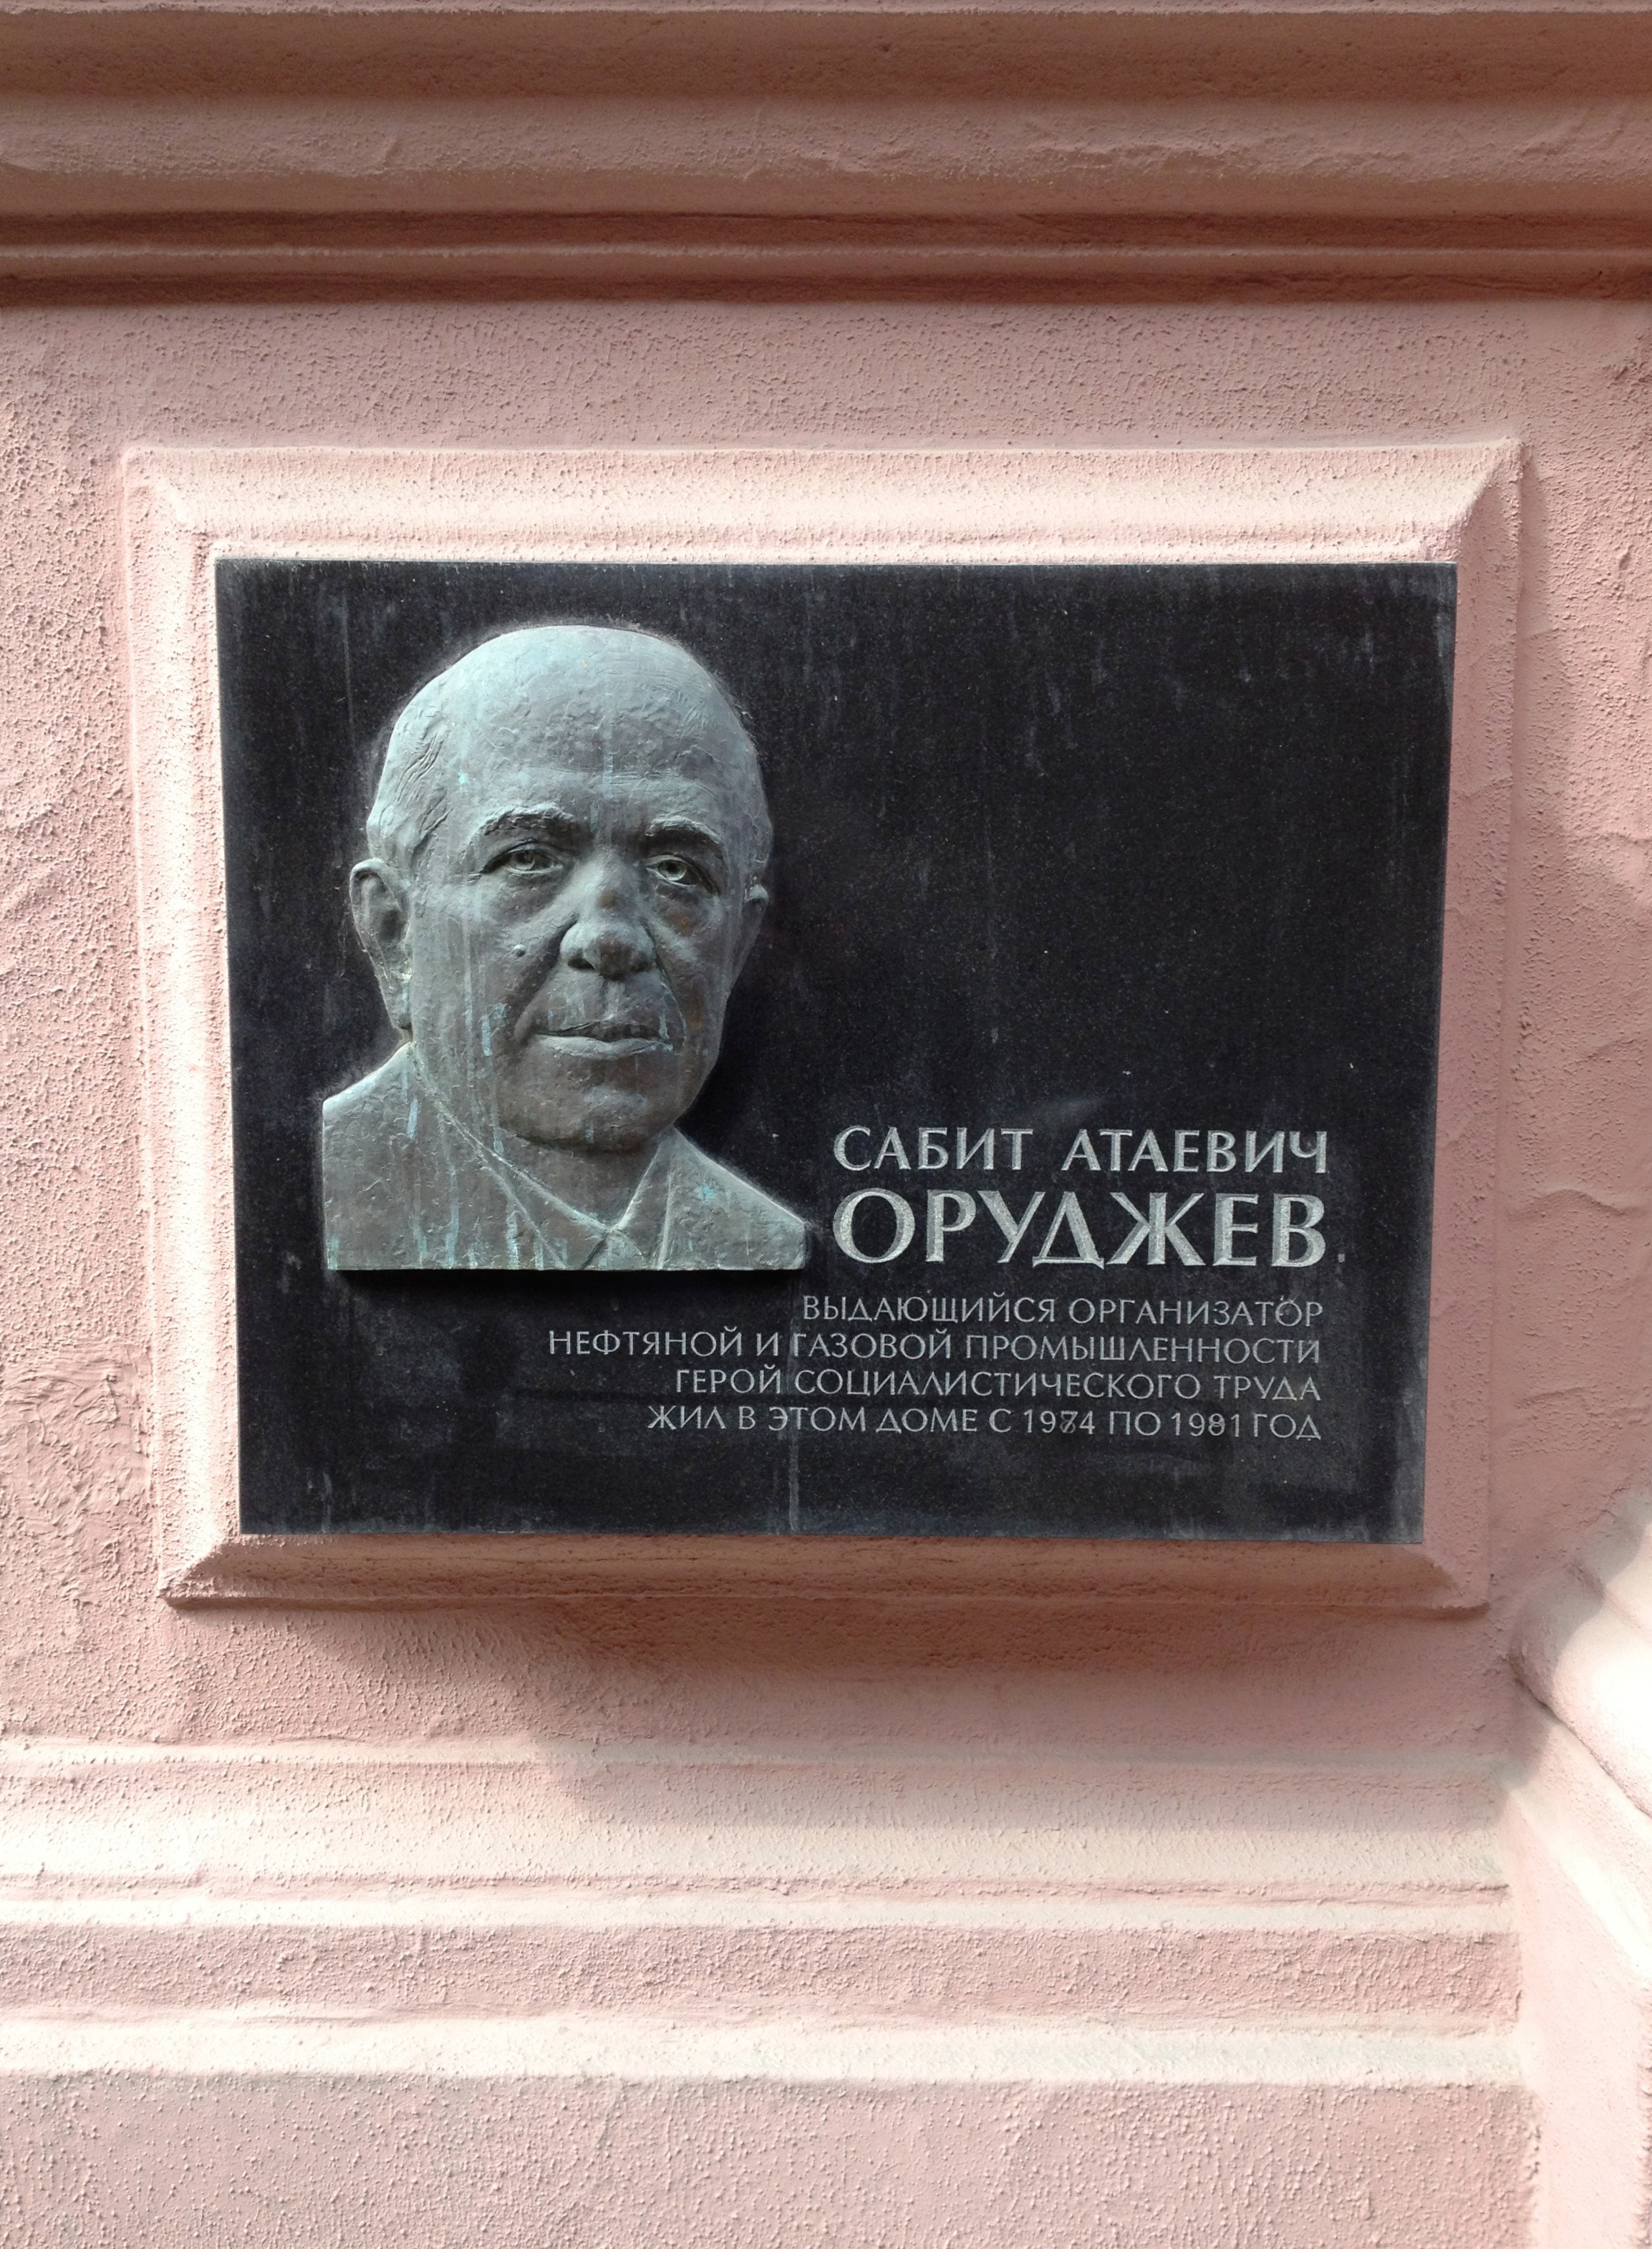 САБИТ АТАЕВИЧ
ОРУДЖЕВ
ВЫДАЮЩИЙСЯ ОРГАНИЗАТОР
НЕФТЯНОЙ И ГАЗОВОЙ ПРОМЫШЛЕННОСТИ
ГЕРОЙ СОЦИАЛИСТИЧЕСКОГО ТРУДА
ЖИЛ В ЭТОМ ДОМЕ С 1974 ПО 1981 ГОД